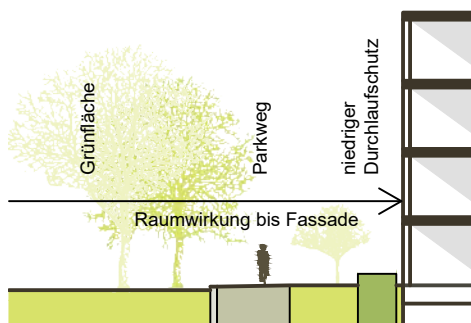 Grünfläche
Parkweg
niedriger
Durchlaufschutz
Raumwirkung bis Fassade